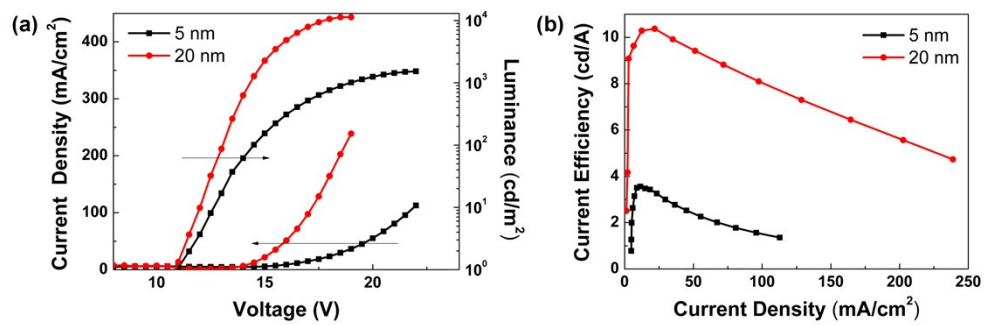 (a)
5 nm
20 nm
Current Density (mA/cm²)
400
300
200
100
0
10
15
20
Voltage (V)
10⁴
10³
10²
10¹
10⁰
Luminance (cd/m²)
(b)
5 nm
20 nm
Current Efficiency (cd/A)
10
8
6
4
2
0
0
50
100
150
200
250
Current Density (mA/cm²)